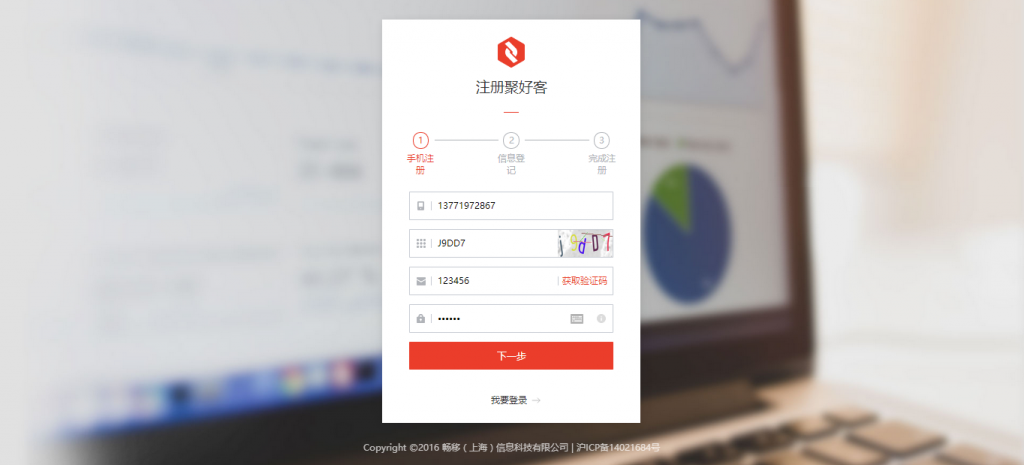 注册聚好客
1
2
3
手机注
册
信息登
记
完成注
册
13771972867
J9DD7
j9dD7
123456
获取验证码
••••••
下一步
我要登录 →
Copyright ©2016 畅移（上海）信息科技有限公司 | 沪ICP备14021684号